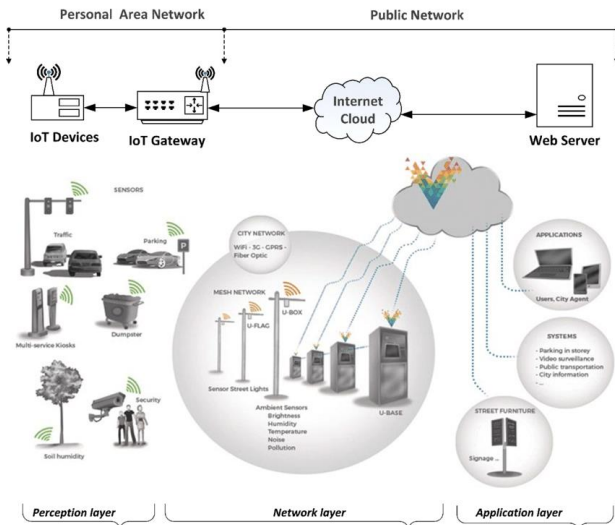 Personal Area Network
Public Network
IoT Devices
IoT Gateway
Internet
Cloud
Web Server
SENSORS
Traffic
Parking
P
Multi-service Kiosks
Dumpster
Security
Soil humidity
CITY NETWORK
WiFi - 3G - GPRS -
Fiber Optic
MESH NETWORK
U-BOX
U-FLAG
Sensor Street Lights
Ambient Sensors
Brightness
Humidity
Temperature
Noise
Pollution
U-BASE
APPLICATIONS
Users, City Agent
SYSTEMS
- Parking in storey
- Video surveillance
- Public transportation
- City information
- ...
STREET FURNITURE
Signage ...
Perception layer
Network layer
Application layer